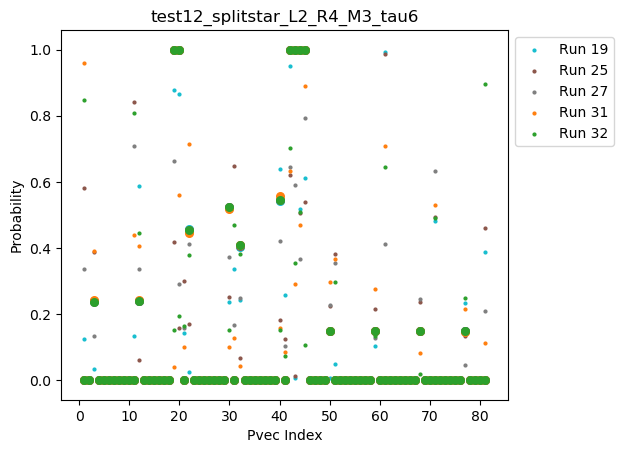 test12_splitstar_L2_R4_M3_tau6
1.0
0.8
0.6
0.4
0.2
0.0
Probability
0 10 20 30 40 50 60 70 80
Pvec Index
Run 19
Run 25
Run 27
Run 31
Run 32